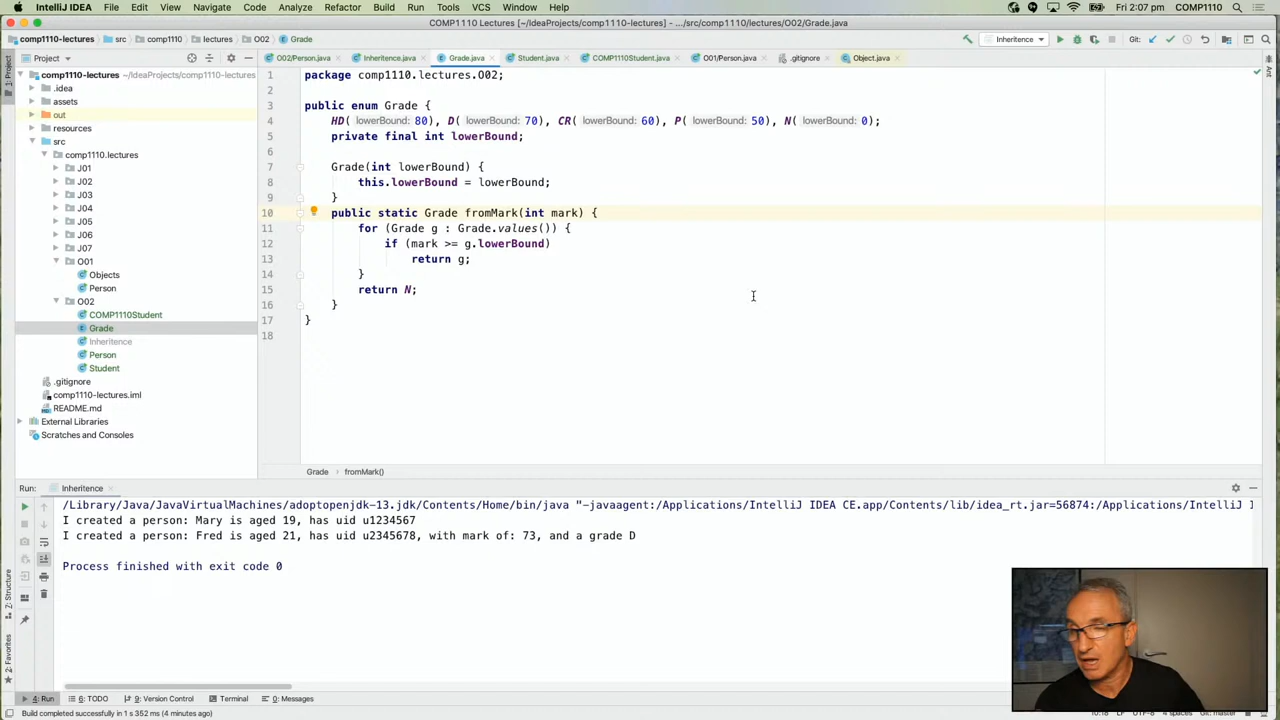 IntelliJ IDEA File Edit View Navigate Code Analyze Refactor Build Run Tools VCS Window Help Fri 2:07 pm COMP1110
COMP1110 Lectures [~/IdeaProjects/comp1110-lectures] - .../src/comp1110/lectures/O02/Grade.java
comp1110-lectures src comp1110 lectures O02 Grade Inheritence Git:
Project O02/Person.java Inheritence.java Grade.java Student.java COMP1110Student.java O01/Person.java .gitignore Object.java
1: Project
Ant
comp1110-lectures ~/IdeaProjects/comp1110-lectures
.idea
assets
out
resources
src
comp1110.lectures
J01
J02
J03
J04
J05
J06
J07
O01
Objects
Person
O02
COMP1110Student
Grade
Inheritence
Person
Student
.gitignore
comp1110-lectures.iml
README.md
External Libraries
Scratches and Consoles
1 package comp1110.lectures.O02;
2
3 public enum Grade {
4 HD( lowerBound: 80), D( lowerBound: 70), CR( lowerBound: 60), P( lowerBound: 50), N( lowerBound: 0);
5 private final int lowerBound;
6
7 Grade(int lowerBound) {
8 this.lowerBound = lowerBound;
9 }
10 public static Grade fromMark(int mark) {
11 for (Grade g : Grade.values()) {
12 if (mark >= g.lowerBound)
13 return g;
14 }
15 return N;
16 }
17 }
18
Grade fromMark()
Run: Inheritence
/Library/Java/JavaVirtualMachines/adoptopenjdk-13.jdk/Contents/Home/bin/java "-javaagent:/Applications/IntelliJ IDEA CE.app/Contents/lib/idea_rt.jar=56874:/Applications/IntelliJ I
I created a person: Mary is aged 19, has uid u1234567
I created a person: Fred is aged 21, has uid u2345678, with mark of: 73, and a grade D
Process finished with exit code 0
Z: Structure
2: Favorites
4: Run 6: TODO 9: Version Control Terminal 0: Messages
Build completed successfully in 1 s 352 ms (4 minutes ago)